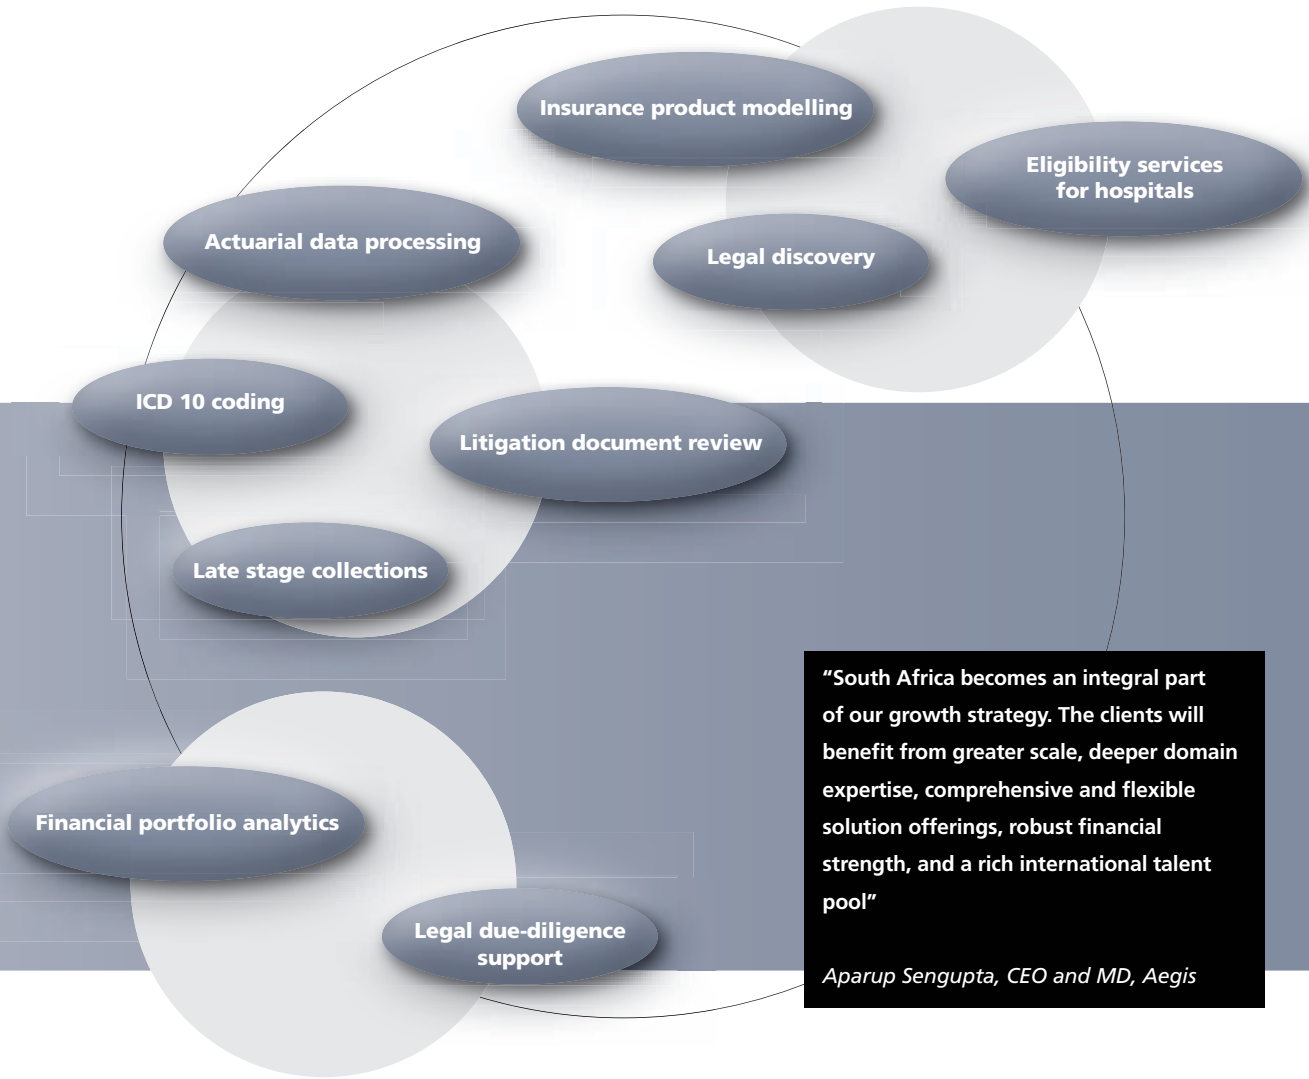 Insurance product modelling
Eligibility services
for hospitals
Actuarial data processing
Legal discovery
ICD 10 coding
Litigation document review
Late stage collections
Financial portfolio analytics
Legal due-diligence
support
“South Africa becomes an integral part
of our growth strategy. The clients will
benefit from greater scale, deeper domain
expertise, comprehensive and flexible
solution offerings, robust financial
strength, and a rich international talent
pool”
Aparup Sengupta, CEO and MD, Aegis